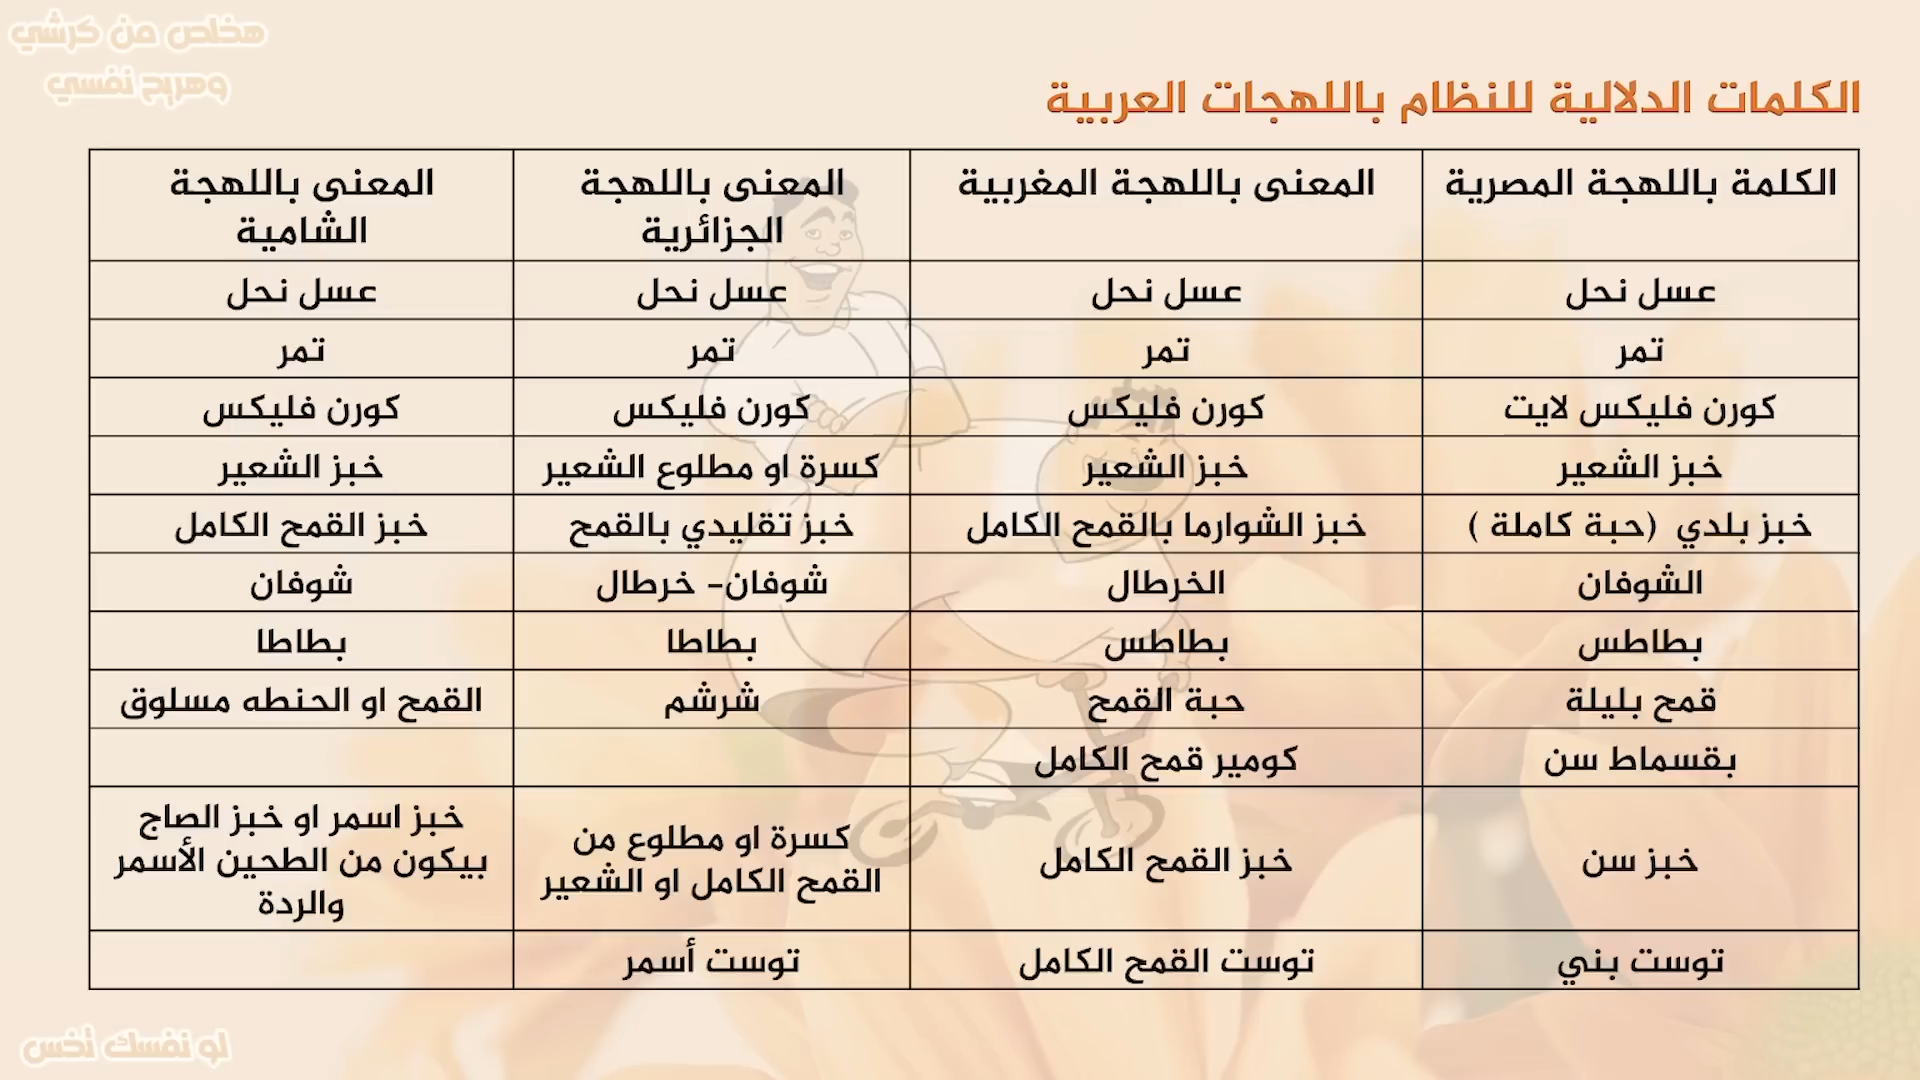 هخلص من كرشي
وهريح نفسي
الكلمات الدلالية للنظام باللهجات العربية
الكلمة باللهجة المصرية
المعنى باللهجة المغربية
المعنى باللهجة
الجزائرية
المعنى باللهجة
الشامية
عسل نحل
عسل نحل
عسل نحل
عسل نحل
تمر
تمر
تمر
تمر
كورن فليكس لايت
كورن فليكس
كورن فليكس
كورن فليكس
خبز الشعير
خبز الشعير
كسرة او مطلوع الشعير
خبز الشعير
خبز بلدي (حبة كاملة )
خبز الشوارما بالقمح الكامل
خبز تقليدي بالقمح
خبز القمح الكامل
الشوفان
الخرطال
شوفان- خرطال
شوفان
بطاطس
بطاطس
بطاطا
بطاطا
قمح بليلة
حبة القمح
شرشم
القمح او الحنطه مسلوق
بقسماط سن
كومير قمح الكامل
خبز سن
خبز القمح الكامل
كسرة او مطلوع من
القمح الكامل او الشعير
خبز اسمر او خبز الصاج
بيكون من الطحين الأسمر
والردة
توست بني
توست القمح الكامل
توست أسمر
لو نفسك تخس